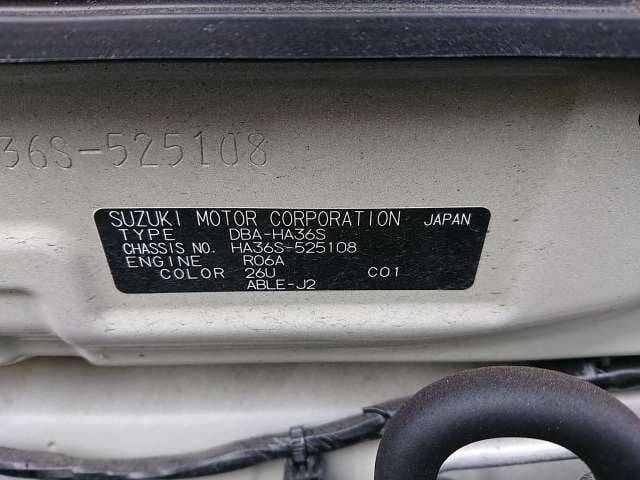 36S-525108
SUZUKI MOTOR CORPORATION JAPAN
TYPE DBA-HA36S
CHASSIS NO. HA36S-525108
ENGINE R06A
COLOR 26U C01
ABLE-J2